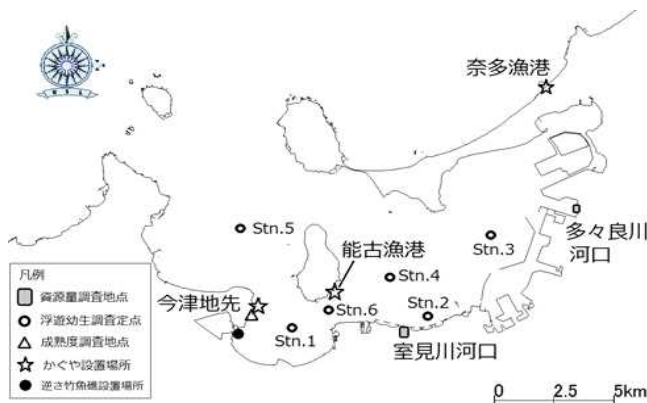 奈多漁港
Stn.5
能古漁港
Stn.3
多々良川
河口
Stn.4
凡例
資源量調査地点
浮遊幼生調査定点
成熟度調査地点
かぐや設置場所
逆さ竹魚礁設置場所
今津地先
Stn.6
Stn.2
Stn.1
室見川河口
0 2.5 5km